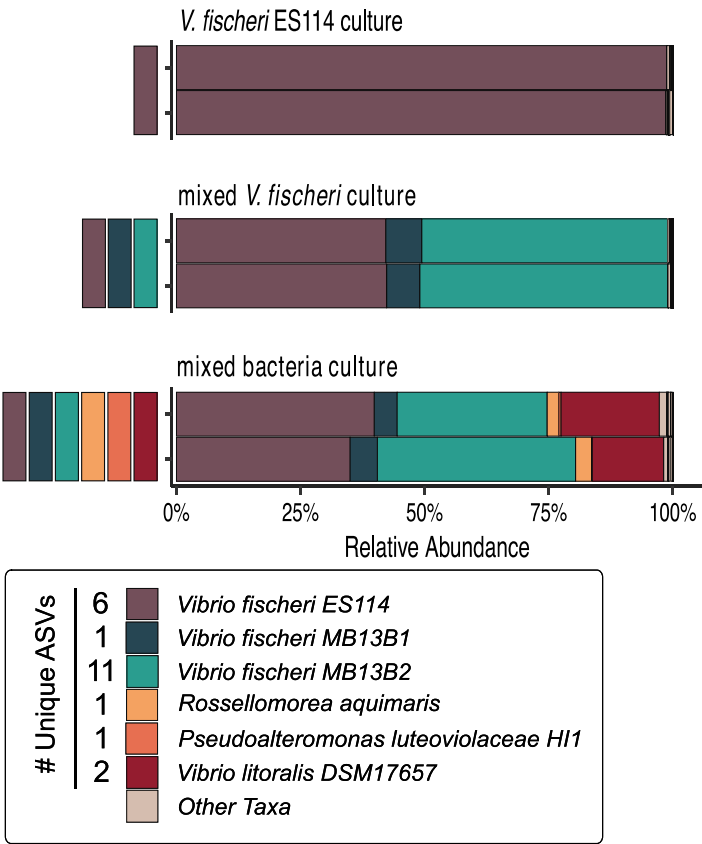 V. fischeri ES114 culture
mixed V. fischeri culture
mixed bacteria culture
0% 25% 50% 75% 100%
Relative Abundance
# Unique ASVs
6 Vibrio fischeri ES114
1 Vibrio fischeri MB13B1
11 Vibrio fischeri MB13B2
1 Rossellomorea aquimaris
1 Pseudoalteromonas luteoviolaceae HI1
2 Vibrio litoralis DSM17657
Other Taxa